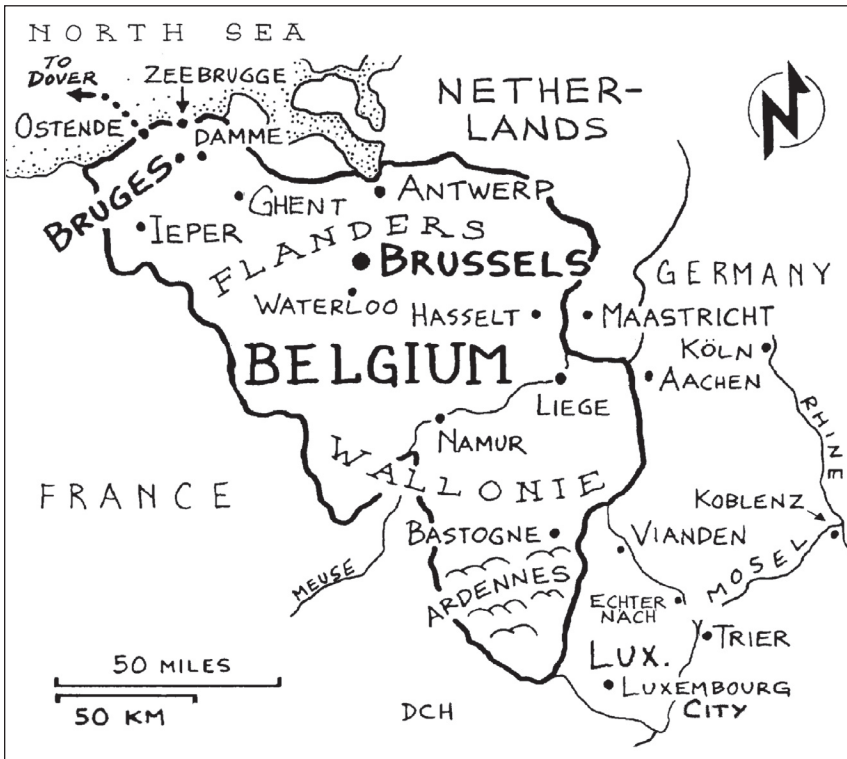 NORTH SEA
TO
DOVER
ZEEBRUGGE
OSTENDE
DAMME
BRUGES
NETHER-
LANDS
N
GHENT
ANTWERP
IEPER
FLANDERS
BRUSSELS
GERMANY
WATERLOO
HASSELT
MAASTRICHT
KÖLN
BELGIUM
AACHEN
LIEGE
RHINE
NAMUR
WALLONIE
FRANCE
KOBLENZ
BASTOGNE
VIANDEN
MOSEL
MEUSE
ARDENNES
ECHTER
NACH
TRIER
LUX.
50 MILES
LUXEMBOURG
CITY
50 KM
DCH